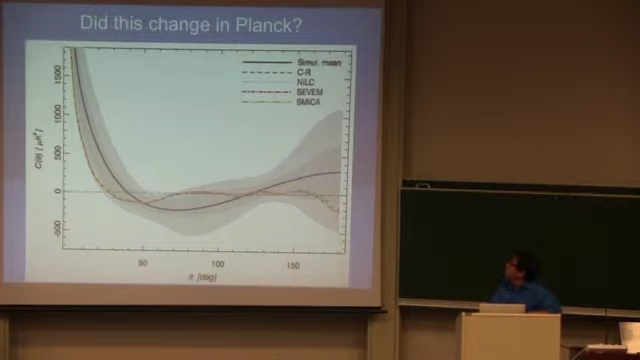 Did this change in Planck?
1500
1000
500
0
-500
C(θ) [μK²]
Simul. mean
C-R
NILC
SEVEM
SMICA
50
100
150
θ [deg]